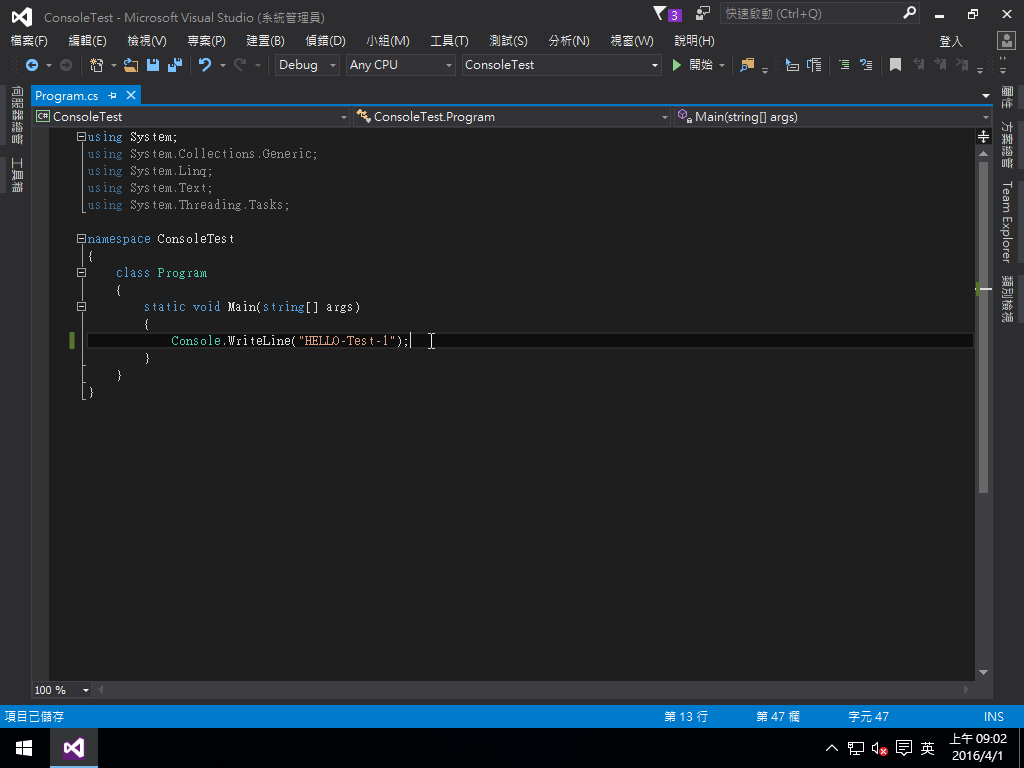 ConsoleTest - Microsoft Visual Studio (系統管理員)
3
快速啟動 (Ctrl+Q)
檔案(F) 編輯(E) 檢視(V) 專案(P) 建置(B) 偵錯(D) 小組(M) 工具(T) 測試(S) 分析(N) 視窗(W) 說明(H)
登入
Debug Any CPU ConsoleTest 開始
伺服器總管
工具箱
Program.cs
C# ConsoleTest ConsoleTest.Program Main(string[] args)
using System;
using System.Collections.Generic;
using System.Linq;
using System.Text;
using System.Threading.Tasks;
namespace ConsoleTest
{
class Program
{
static void Main(string[] args)
{
Console.WriteLine("HELLO-Test-1");
}
}
}
屬性
方案總管
Team Explorer
類別檢視
100 %
項目已儲存 第 13 行 第 47 欄 字元 47 INS
英
上午 09:02
2016/4/1